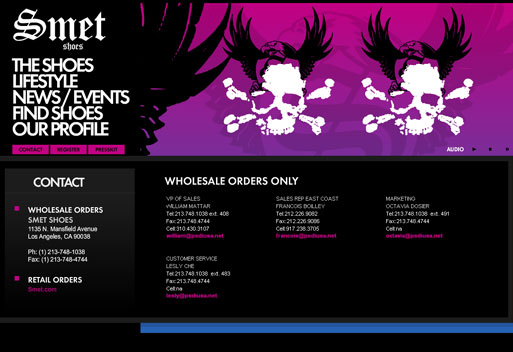 Smet
shoes
THE SHOES
LIFESTYLE
NEWS / EVENTS
FIND SHOES
OUR PROFILE
CONTACT REGISTER PRESSKIT
AUDIO
CONTACT
WHOLESALE ORDERS
SMET SHOES
1135 N. Mansfield Avenue
Los Angeles, CA 90038
Ph: (1) 213-748-1038
Fax: (1) 213-748-4744
RETAIL ORDERS
Smet.com
WHOLESALE ORDERS ONLY
VP OF SALES
WILLIAM MATTAR
Tel:213.748.1038 ext. 408
Fax:213.748.4744
Cell:310.430.3107
william@pediusa.net
SALES REP EAST COAST
FRANCOIS BOILLEY
Tel:212.226.9082
Fax:212.226.9086
Cell:917.238.3705
francois@pediusa.net
MARKETING
OCTAVIA DOSIER
Tel:213.748.1038 ext. 491
Fax:213.748.4744
Cell:na
octavia@pediusa.net
CUSTOMER SERVICE
LESLIY CHE
Tel:213.748.1038 ext. 483
Fax:213.748.4744
Cell:na
lesliy@pediusa.net